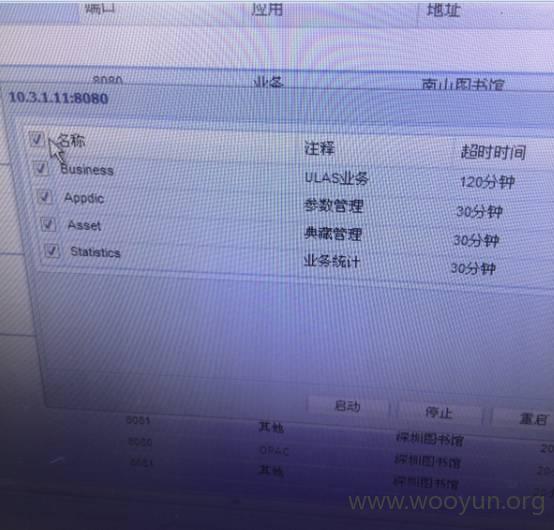 端口 应用 地址
8080 业务 南山图书馆
10.3.1.11:8080
名称 注释 超时时间
Business ULAS业务 120分钟
Appdic 参数管理 30分钟
Asset 典藏管理 30分钟
Statistics 业务统计 30分钟
启动 停止 重启
8081 其他 深圳图书馆 20
8080 OPAC 深圳图书馆 20
8081 其他 深圳图书馆 20
www.wooyun.org